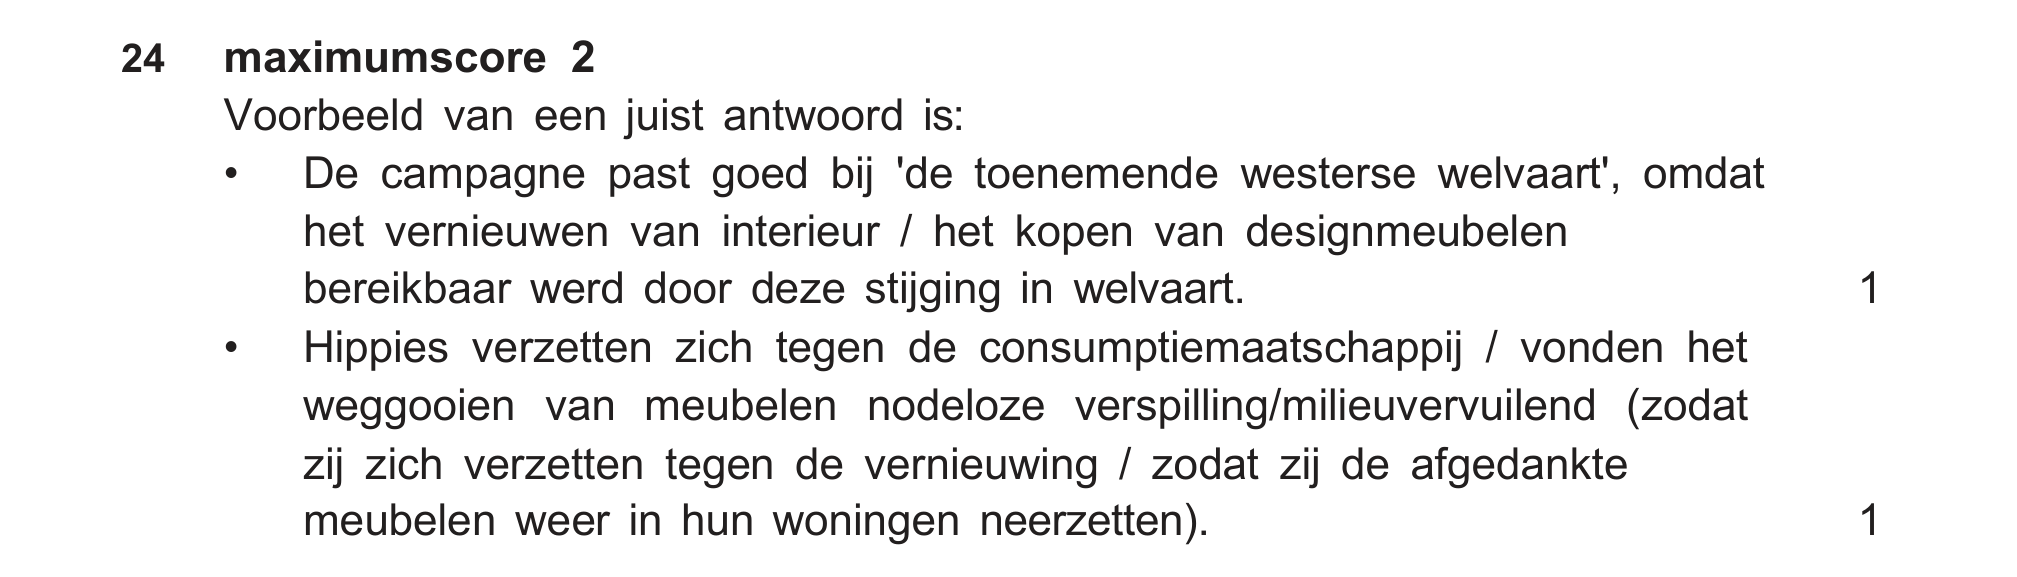 24 maximumscore 2
Voorbeeld van een juist antwoord is:
• De campagne past goed bij 'de toenemende westerse welvaart', omdat
het vernieuwen van interieur / het kopen van designmeubelen
bereikbaar werd door deze stijging in welvaart. 1
• Hippies verzetten zich tegen de consumptiemaatschappij / vonden het
weggooien van meubelen nodeloze verspilling/milieuvervuilend (zodat
zij zich verzetten tegen de vernieuwing / zodat zij de afgedankte
meubelen weer in hun woningen neerzetten). 1